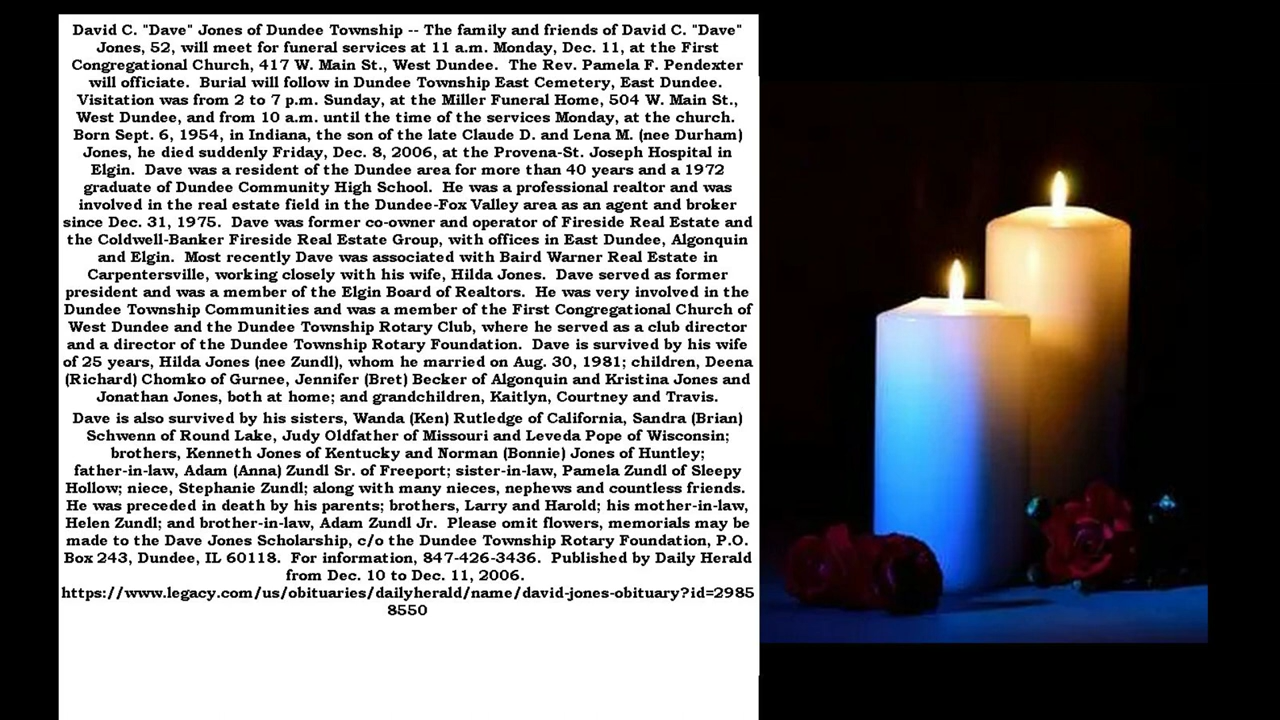 David C. "Dave" Jones of Dundee Township -- The family and friends of David C. "Dave"
Jones, 52, will meet for funeral services at 11 a.m. Monday, Dec. 11, at the First
Congregational Church, 417 W. Main St., West Dundee.  The Rev. Pamela F. Pendexter
will officiate.  Burial will follow in Dundee Township East Cemetery, East Dundee.
Visitation was from 2 to 7 p.m. Sunday, at the Miller Funeral Home, 504 W. Main St.,
West Dundee, and from 10 a.m. until the time of the services Monday, at the church.
Born Sept. 6, 1954, in Indiana, the son of the late Claude D. and Lena M. (nee Durham)
Jones, he died suddenly Friday, Dec. 8, 2006, at the Provena-St. Joseph Hospital in
Elgin.  Dave was a resident of the Dundee area for more than 40 years and a 1972
graduate of Dundee Community High School.  He was a professional realtor and was
involved in the real estate field in the Dundee-Fox Valley area as an agent and broker
since Dec. 31, 1975.  Dave was former co-owner and operator of Fireside Real Estate and
the Coldwell-Banker Fireside Real Estate Group, with offices in East Dundee, Algonquin
and Elgin.  Most recently Dave was associated with Baird Warner Real Estate in
Carpentersville, working closely with his wife, Hilda Jones.  Dave served as former
president and was a member of the Elgin Board of Realtors.  He was very involved in the
Dundee Township Communities and was a member of the First Congregational Church of
West Dundee and the Dundee Township Rotary Club, where he served as a club director
and a director of the Dundee Township Rotary Foundation.  Dave is survived by his wife
of 25 years, Hilda Jones (nee Zundl), whom he married on Aug. 30, 1981; children, Deena
(Richard) Chomko of Gurnee, Jennifer (Bret) Becker of Algonquin and Kristina Jones and
Jonathan Jones, both at home; and grandchildren, Kaitlyn, Courtney and Travis.
Dave is also survived by his sisters, Wanda (Ken) Rutledge of California, Sandra (Brian)
Schwenn of Round Lake, Judy Oldfather of Missouri and Leveda Pope of Wisconsin;
brothers, Kenneth Jones of Kentucky and Norman (Bonnie) Jones of Huntley;
father-in-law, Adam (Anna) Zundl Sr. of Freeport; sister-in-law, Pamela Zundl of Sleepy
Hollow; niece, Stephanie Zundl; along with many nieces, nephews and countless friends.
He was preceded in death by his parents; brothers, Larry and Harold; his mother-in-law,
Helen Zundl; and brother-in-law, Adam Zundl Jr.  Please omit flowers, memorials may be
made to the Dave Jones Scholarship, c/o the Dundee Township Rotary Foundation, P.O.
Box 243, Dundee, IL 60118.  For information, 847-426-3436.  Published by Daily Herald
from Dec. 10 to Dec. 11, 2006.
https://www.legacy.com/us/obituaries/dailyherald/name/david-jones-obituary?id=2985
8550